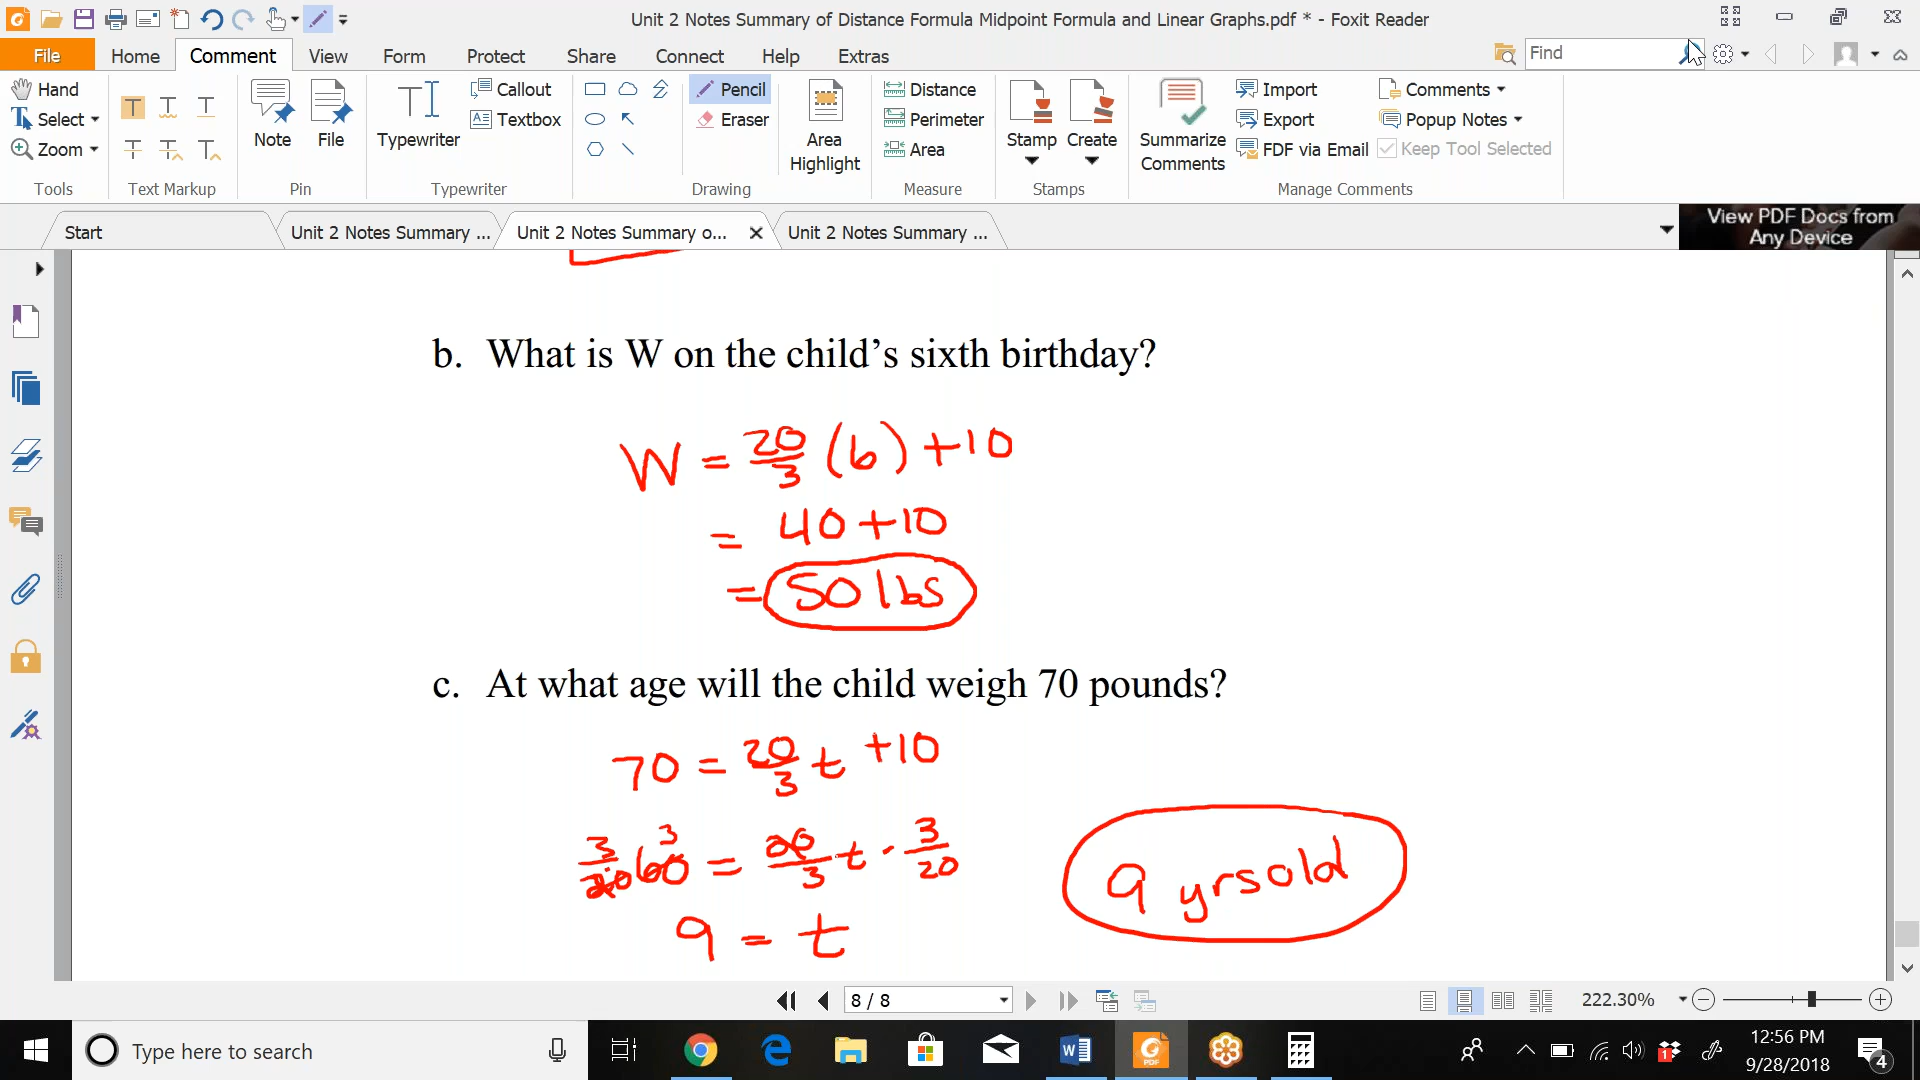 Unit 2 Notes Summary of Distance Formula Midpoint Formula and Linear Graphs.pdf * - Foxit Reader
File Home Comment View Form Protect Share Connect Help Extras Find
Hand
Select
Zoom
Tools
Text Markup
Note
File
Pin
Typewriter
Callout
Textbox
Typewriter
Pencil
Eraser
Drawing
Area Highlight
Distance
Perimeter
Area
Measure
Stamp
Create
Stamps
Summarize Comments
Import
Export
FDF via Email
Comments
Popup Notes
Keep Tool Selected
Manage Comments
Start Unit 2 Notes Summary ... Unit 2 Notes Summary o... Unit 2 Notes Summary ...
View PDF Docs from
Any Device
b. What is W on the child's sixth birthday?
W = 20/3 (6) + 10
= 40 + 10
= 50 lbs
c. At what age will the child weigh 70 pounds?
70 = 20/3 t + 10
3/20 60 3 = 20/3 t · 3/20
9 = t
9 yrs old
8 / 8
222.30%
Type here to search
12:56 PM
9/28/2018
4